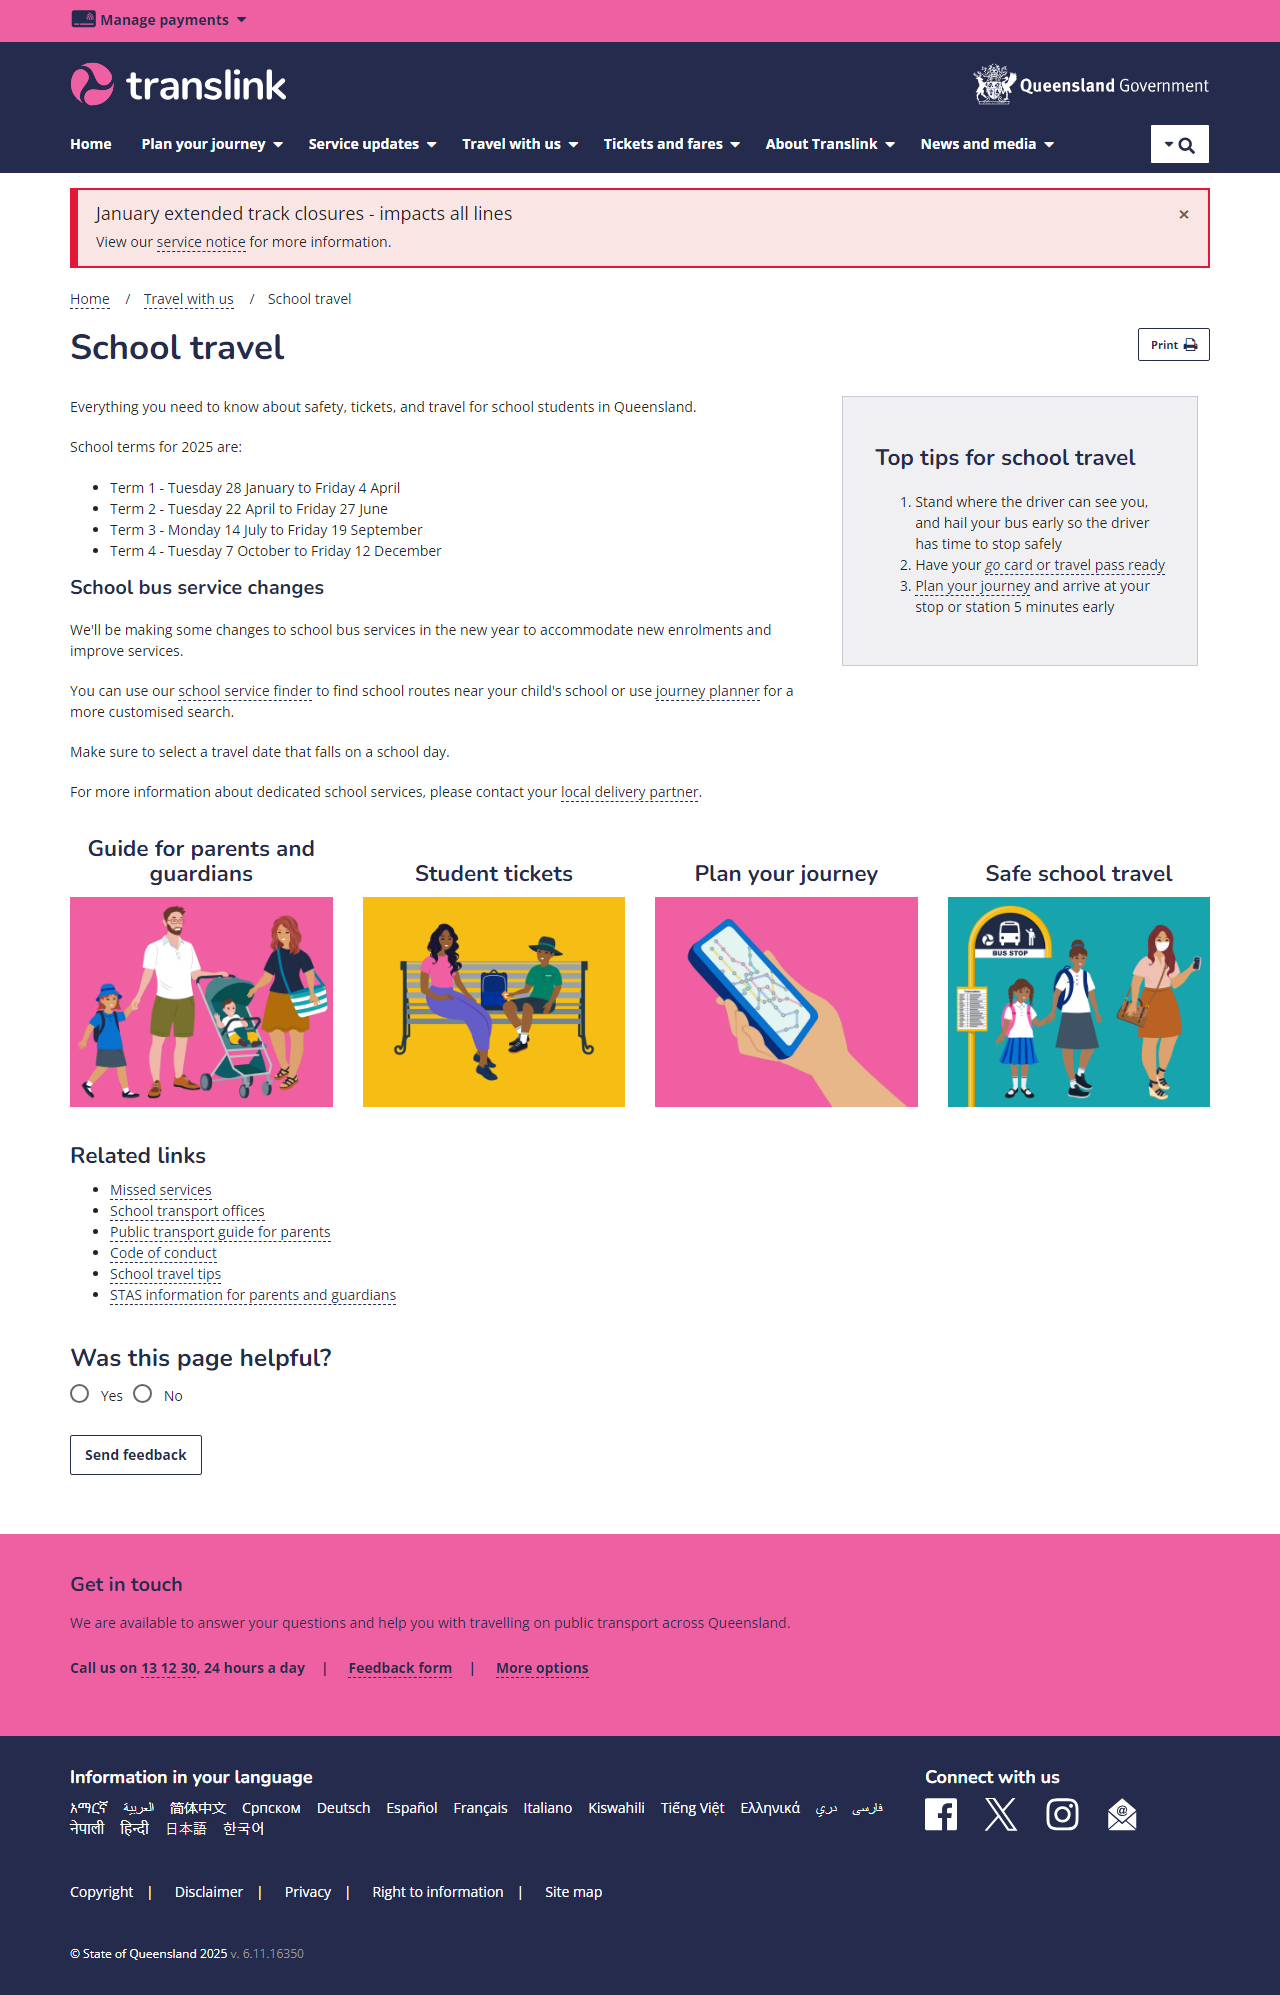 Manage payments
translink
Queensland Government
Home Plan your journey Service updates Travel with us Tickets and fares About Translink News and media
January extended track closures - impacts all lines
×
View our service notice for more information.
Home / Travel with us / School travel
School travel
Print
Everything you need to know about safety, tickets, and travel for school students in Queensland.
School terms for 2025 are:
• Term 1 - Tuesday 28 January to Friday 4 April
• Term 2 - Tuesday 22 April to Friday 27 June
• Term 3 - Monday 14 July to Friday 19 September
• Term 4 - Tuesday 7 October to Friday 12 December
School bus service changes
We'll be making some changes to school bus services in the new year to accommodate new enrolments and
improve services.
You can use our school service finder to find school routes near your child's school or use journey planner for a
more customised search.
Make sure to select a travel date that falls on a school day.
For more information about dedicated school services, please contact your local delivery partner.
Top tips for school travel
1. Stand where the driver can see you,
and hail your bus early so the driver
has time to stop safely
2. Have your go card or travel pass ready
3. Plan your journey and arrive at your
stop or station 5 minutes early
Guide for parents and
guardians
Student tickets
Plan your journey
Safe school travel
BUS STOP
Related links
• Missed services
• School transport offices
• Public transport guide for parents
• Code of conduct
• School travel tips
• STAS information for parents and guardians
Was this page helpful?
Yes No
Send feedback
Get in touch
We are available to answer your questions and help you with travelling on public transport across Queensland.
Call us on 13 12 30, 24 hours a day | Feedback form | More options
Information in your language
አማርኛ العربية 简体中文 Српском Deutsch Español Français Italiano Kiswahili Tiếng Việt Ελληνικά دري فارسی
नेपाली हिन्दी 日本語 한국어
Connect with us
@
Copyright | Disclaimer | Privacy | Right to information | Site map
© State of Queensland 2025 v. 6.11.16350